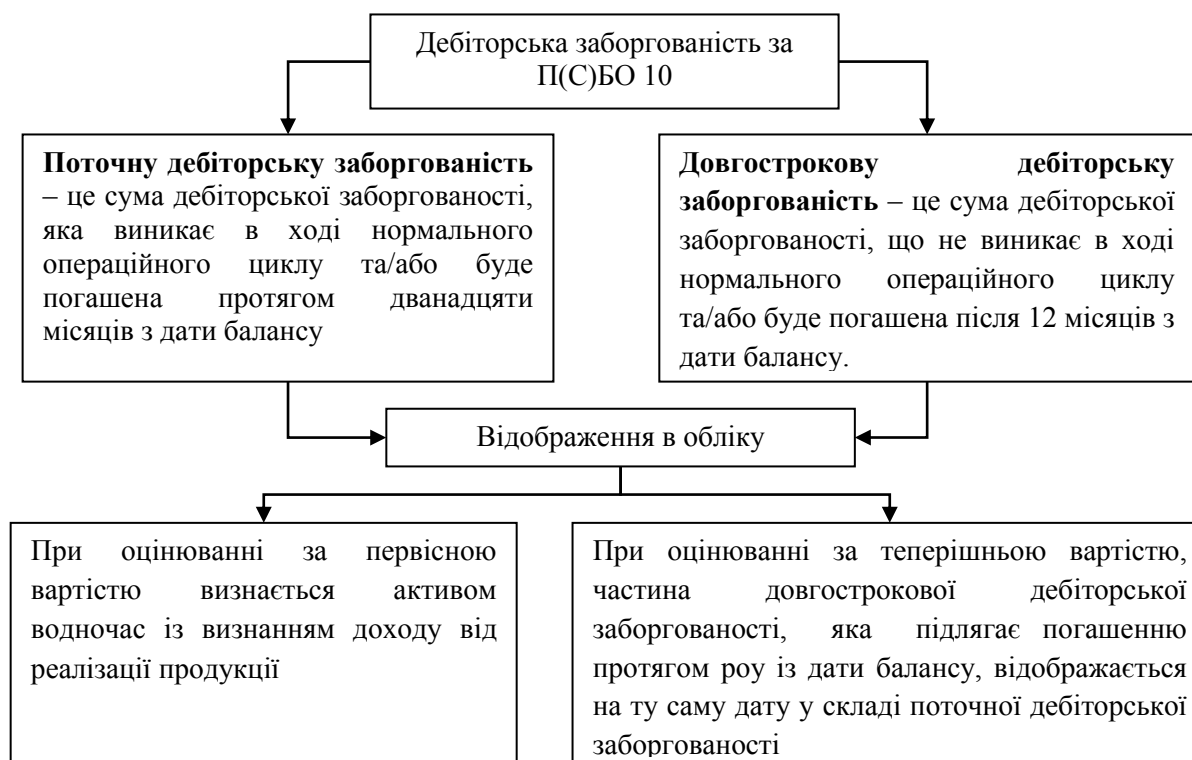 Дебіторська заборгованість за
П(С)БО 10
Поточну дебіторську заборгованість
– це сума дебіторської заборгованості,
яка виникає в ході нормального
операційного циклу та/або буде
погашена протягом дванадцяти
місяців з дати балансу
Довгострокову дебіторську
заборгованість – це сума дебіторської
заборгованості, що не виникає в ході
нормального операційного циклу
та/або буде погашена після 12 місяців з
дати балансу.
Відображення в обліку
При оцінюванні за первісною
вартістю визнається активом
водночас із визнанням доходу від
реалізації продукції
При оцінюванні за теперішньою вартістю,
частина довгострокової дебіторської
заборгованості, яка підлягає погашенню
протягом роу із дати балансу, відображається
на ту саму дату у складі поточної дебіторської
заборгованості